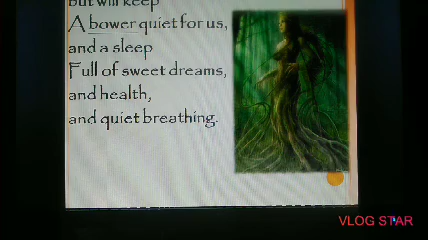 but will keep
A bower quiet for us,
and a sleep
Full of sweet dreams,
and health,
and quiet breathing.
VLOG STAR